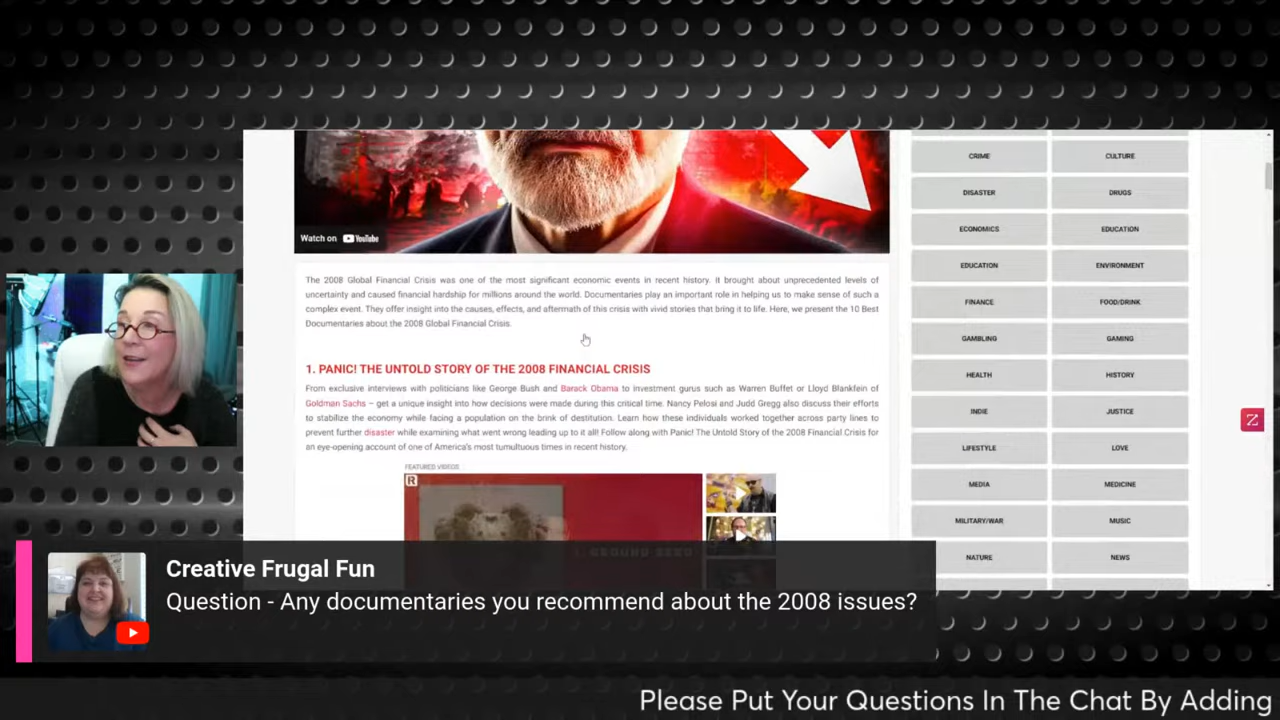 Watch on YouTube
The 2008 Global Financial Crisis was one of the most significant economic events in recent history. It brought about unprecedented levels of
uncertainty and caused financial hardship for millions around the world. Documentaries play an important role in helping us to make sense of such a
complex event. They offer insight into the causes, effects, and aftermath of this crisis with vivid stories that bring it to life. Here, we present the 10 Best
Documentaries about the 2008 Global Financial Crisis.
1. PANIC! THE UNTOLD STORY OF THE 2008 FINANCIAL CRISIS
From exclusive interviews with politicians like George Bush and Barack Obama to investment gurus such as Warren Buffet or Lloyd Blankfein of
Goldman Sachs – get a unique insight into how decisions were made during this critical time. Nancy Pelosi and Judd Gregg also discuss their efforts
to stabilize the economy while facing a population on the brink of destitution. Learn how these individuals worked together across party lines to
prevent further disaster while examining what went wrong leading up to it all! Follow along with Panic! The Untold Story of the 2008 Financial Crisis for
an eye-opening account of one of America's most tumultuous times in recent history.
FEATURED VIDEOS
R
CRIME CULTURE
DISASTER DRUGS
ECONOMICS EDUCATION
EDUCATION ENVIRONMENT
FINANCE FOOD/DRINK
GAMBLING GAMING
HEALTH HISTORY
INDIE JUSTICE
LIFESTYLE LOVE
MEDIA MEDICINE
MILITARY/WAR MUSIC
NATURE NEWS
Creative Frugal Fun
Question - Any documentaries you recommend about the 2008 issues?
Please Put Your Questions In The Chat By Adding